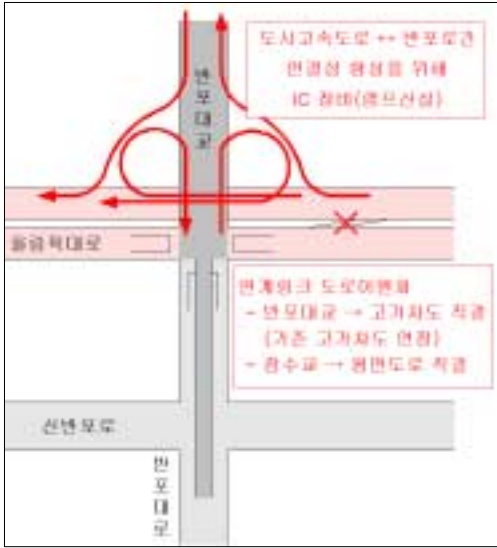 도시고속도로 ↔ 반포로간
연결성 향상을 위해
IC 정비(램프신설)
반포대교
올림픽대로
연계링크 도로이원화
- 반포대교 → 고가차도 직결
(기존 고가차도 연장)
- 잠수교 → 평면도로 직결
신반포로
반포대로